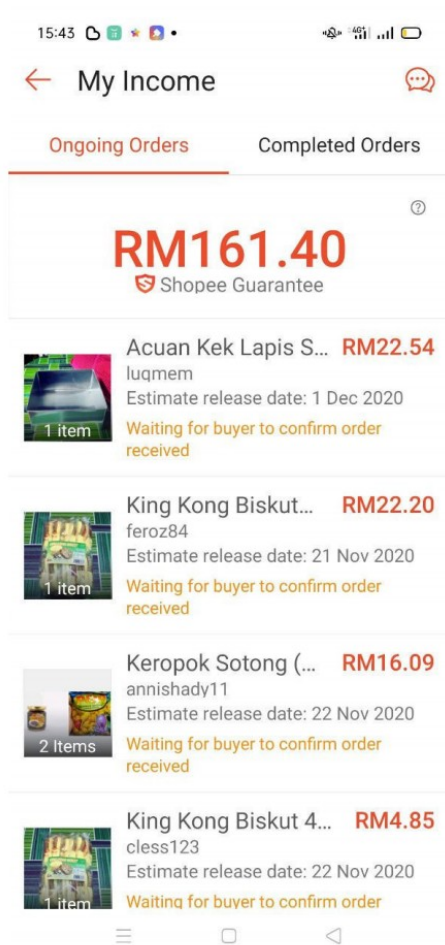 15:43
4G+
My Income
Ongoing Orders
Completed Orders
RM161.40
Shopee Guarantee
Acuan Kek Lapis S... RM22.54
luqmem
Estimate release date: 1 Dec 2020
Waiting for buyer to confirm order
received
1 item
King Kong Biskut... RM22.20
feroz84
Estimate release date: 21 Nov 2020
Waiting for buyer to confirm order
received
1 item
Keropok Sotong (... RM16.09
annishady11
Estimate release date: 22 Nov 2020
Waiting for buyer to confirm order
received
2 Items
King Kong Biskut 4... RM4.85
cless123
Estimate release date: 22 Nov 2020
Waiting for buyer to confirm order
1 item